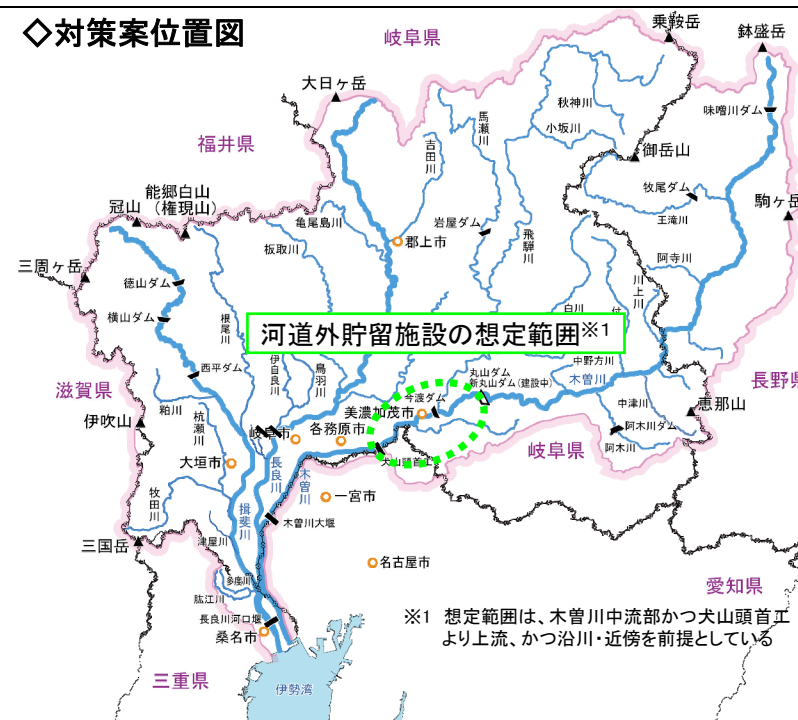 ◇対策案位置図
岐阜県
乗鞍岳
鉢盛岳
大日ヶ岳
秋神川
味噌川ダム
馬瀬川
小坂川
福井県
吉田川
御岳山
能郷白山
（権現山）
冠山
牧尾ダム
駒ヶ岳
王滝川
亀尾島川
岩屋ダム
飛騨川
郡上市
板取川
阿寺川
三周ヶ岳
徳山ダム
川上川
白川
付
横山ダム
根尾川
河道外貯留施設の想定範囲※1
伊自良川
鳥羽川
中野方川
西平ダム
丸山ダム
新丸山ダム(建設中)
木曽川
長野県
滋賀県
今渡ダム
美濃加茂市
中津川
恵那山
粕川
杭瀬川
伊吹山
岐阜市
各務原市
阿木川ダム
岐阜県
阿木川
大垣市
長良川
木曽川
犬山頭首工
牧田川
揖斐川
一宮市
木曽川大堰
三国岳
津屋川
名古屋市
多度川
愛知県
肱江川
長良川河口堰
桑名市
※1 想定範囲は、木曽川中流部かつ犬山頭首工
より上流、かつ沿川・近傍を前提としている
三重県
伊勢湾